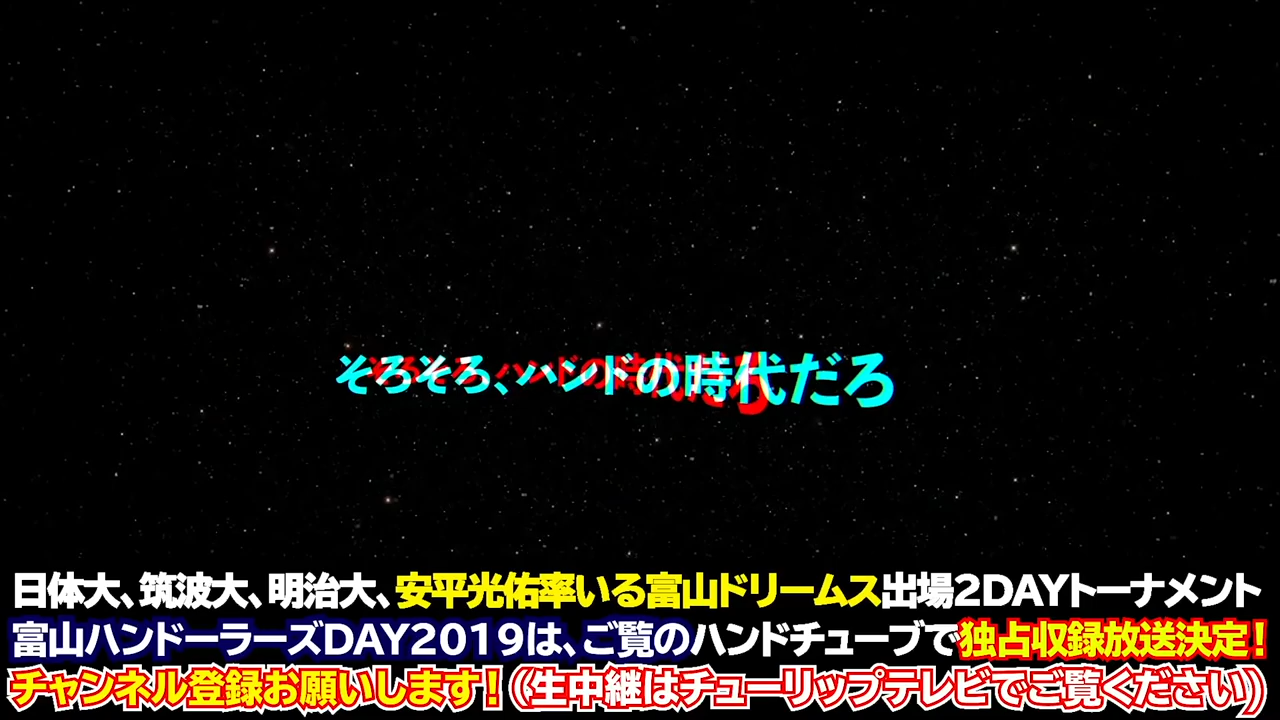 そろそろ、ハンドの時代だろ
日体大、筑波大、明治大、安平光佑率いる富山ドリームス出場2DAYトーナメント
富山ハンドーラーズDAY2019は、ご覧のハンドチューブで独占収録放送決定！
チャンネル登録お願いします！（（生中継はチューリップテレビでご覧ください））